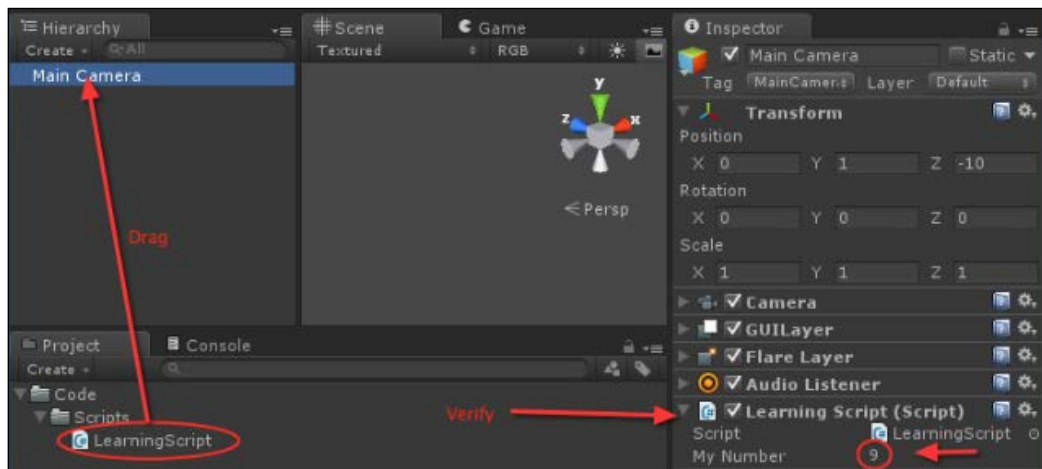 Hierarchy
Create All
Main Camera
Drag
Scene Game
Textured RGB
y
z x
Persp
Inspector
Main Camera Static
Tag Layer Default
Transform
Position
X 0 Y 1 Z -10
Rotation
X 0 Y 0 Z 0
Scale
X 1 Y 1 Z 1
Camera
GUILayer
Flare Layer
Audio Listener
Learning Script (Script)
Script LearningScript
My Number 9
Project Console
Create
Code
Scripts
LearningScript
Verify